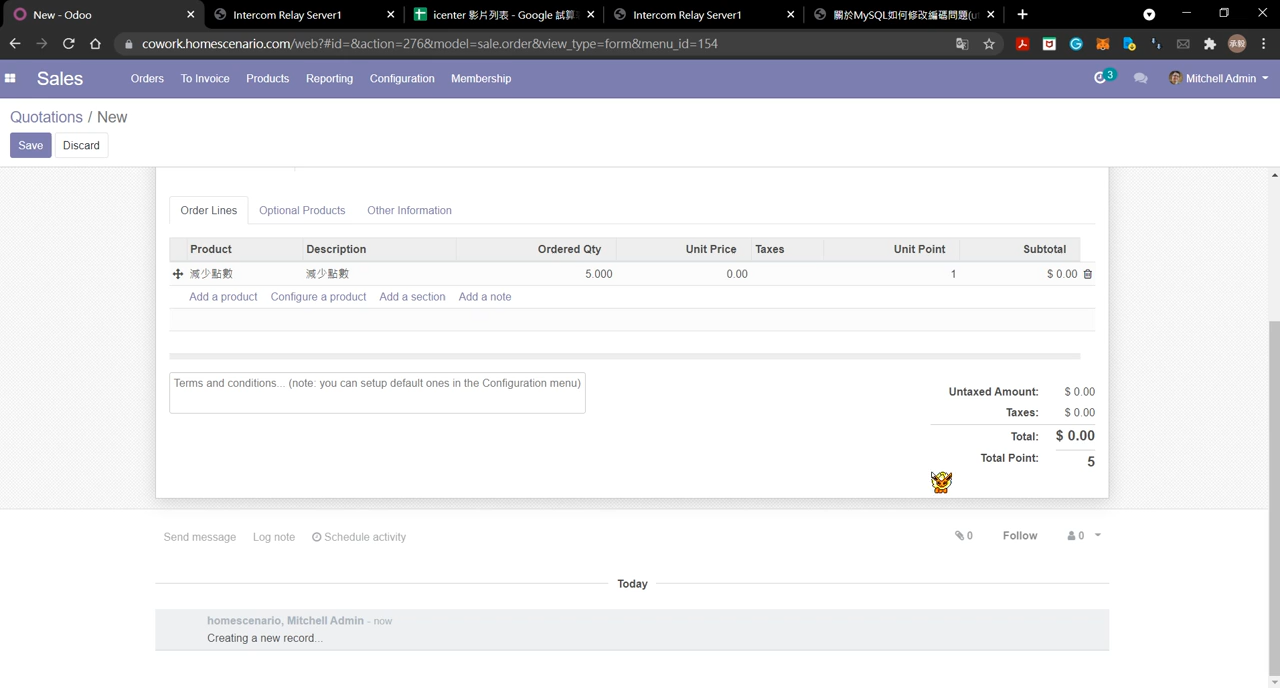 New - Odoo
Intercom Relay Server1
icenter 影片列表 - Google 試算
Intercom Relay Server1
關於MySQL如何修改編碼問題(u
cowork.homescenario.com/web?#id=&action=276&model=sale.order&view_type=form&menu_id=154
承毅
Sales
Orders To Invoice Products Reporting Configuration Membership
3
Mitchell Admin
Quotations / New
Save Discard
Order Lines Optional Products Other Information
Product Description Ordered Qty Unit Price Taxes Unit Point Subtotal
減少點數 減少點數 5.000 0.00 1 $ 0.00
Add a product Configure a product Add a section Add a note
Terms and conditions... (note: you can setup default ones in the Configuration menu)
Untaxed Amount: $ 0.00
Taxes: $ 0.00
Total: $ 0.00
Total Point: 5
Send message Log note Schedule activity
0 Follow 0
Today
homescenario, Mitchell Admin - now
Creating a new record...